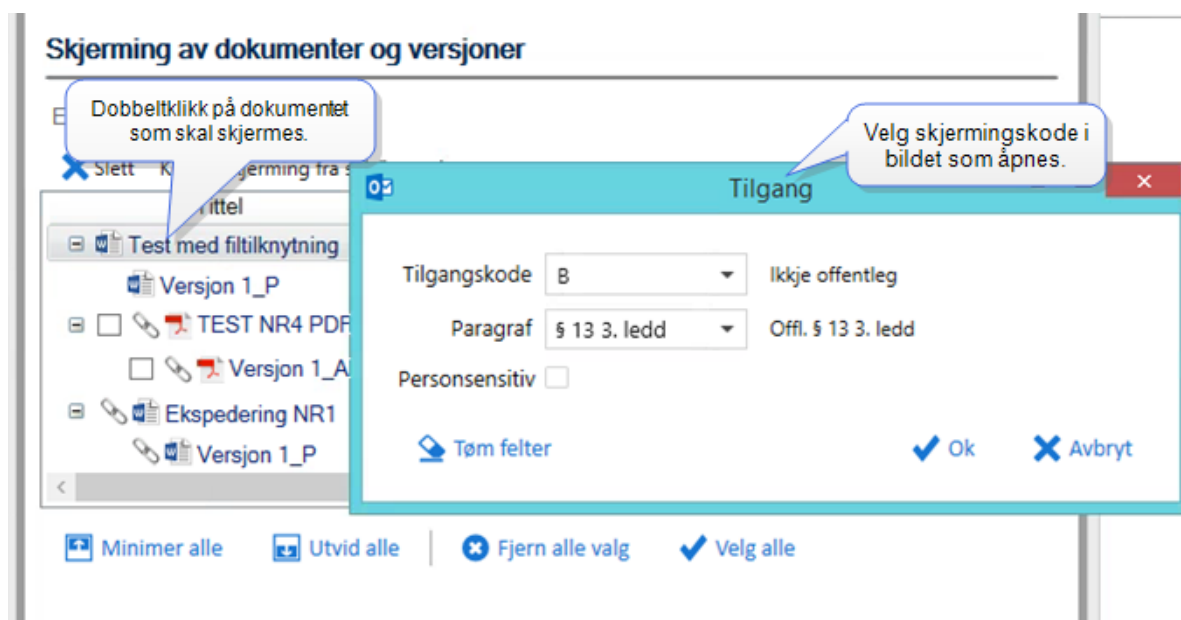 Skjerming av dokumenter og versjoner
Dobbeltklikk på dokumentet
som skal skjermes.
Velg skjermingskode i
bildet som åpnes.
Slett
Tilgang
Test med filtilknytning
Versjon 1_P
TEST NR4 PDF
Versjon 1_A
Ekspedering NR1
Versjon 1_P
Tilgangskode B Ikkje offentleg
Paragraf § 13 3. ledd Offl. § 13 3. ledd
Personsensitiv
Tøm felter Ok Avbryt
Minimer alle Utvid alle Fjern alle valg Velg alle